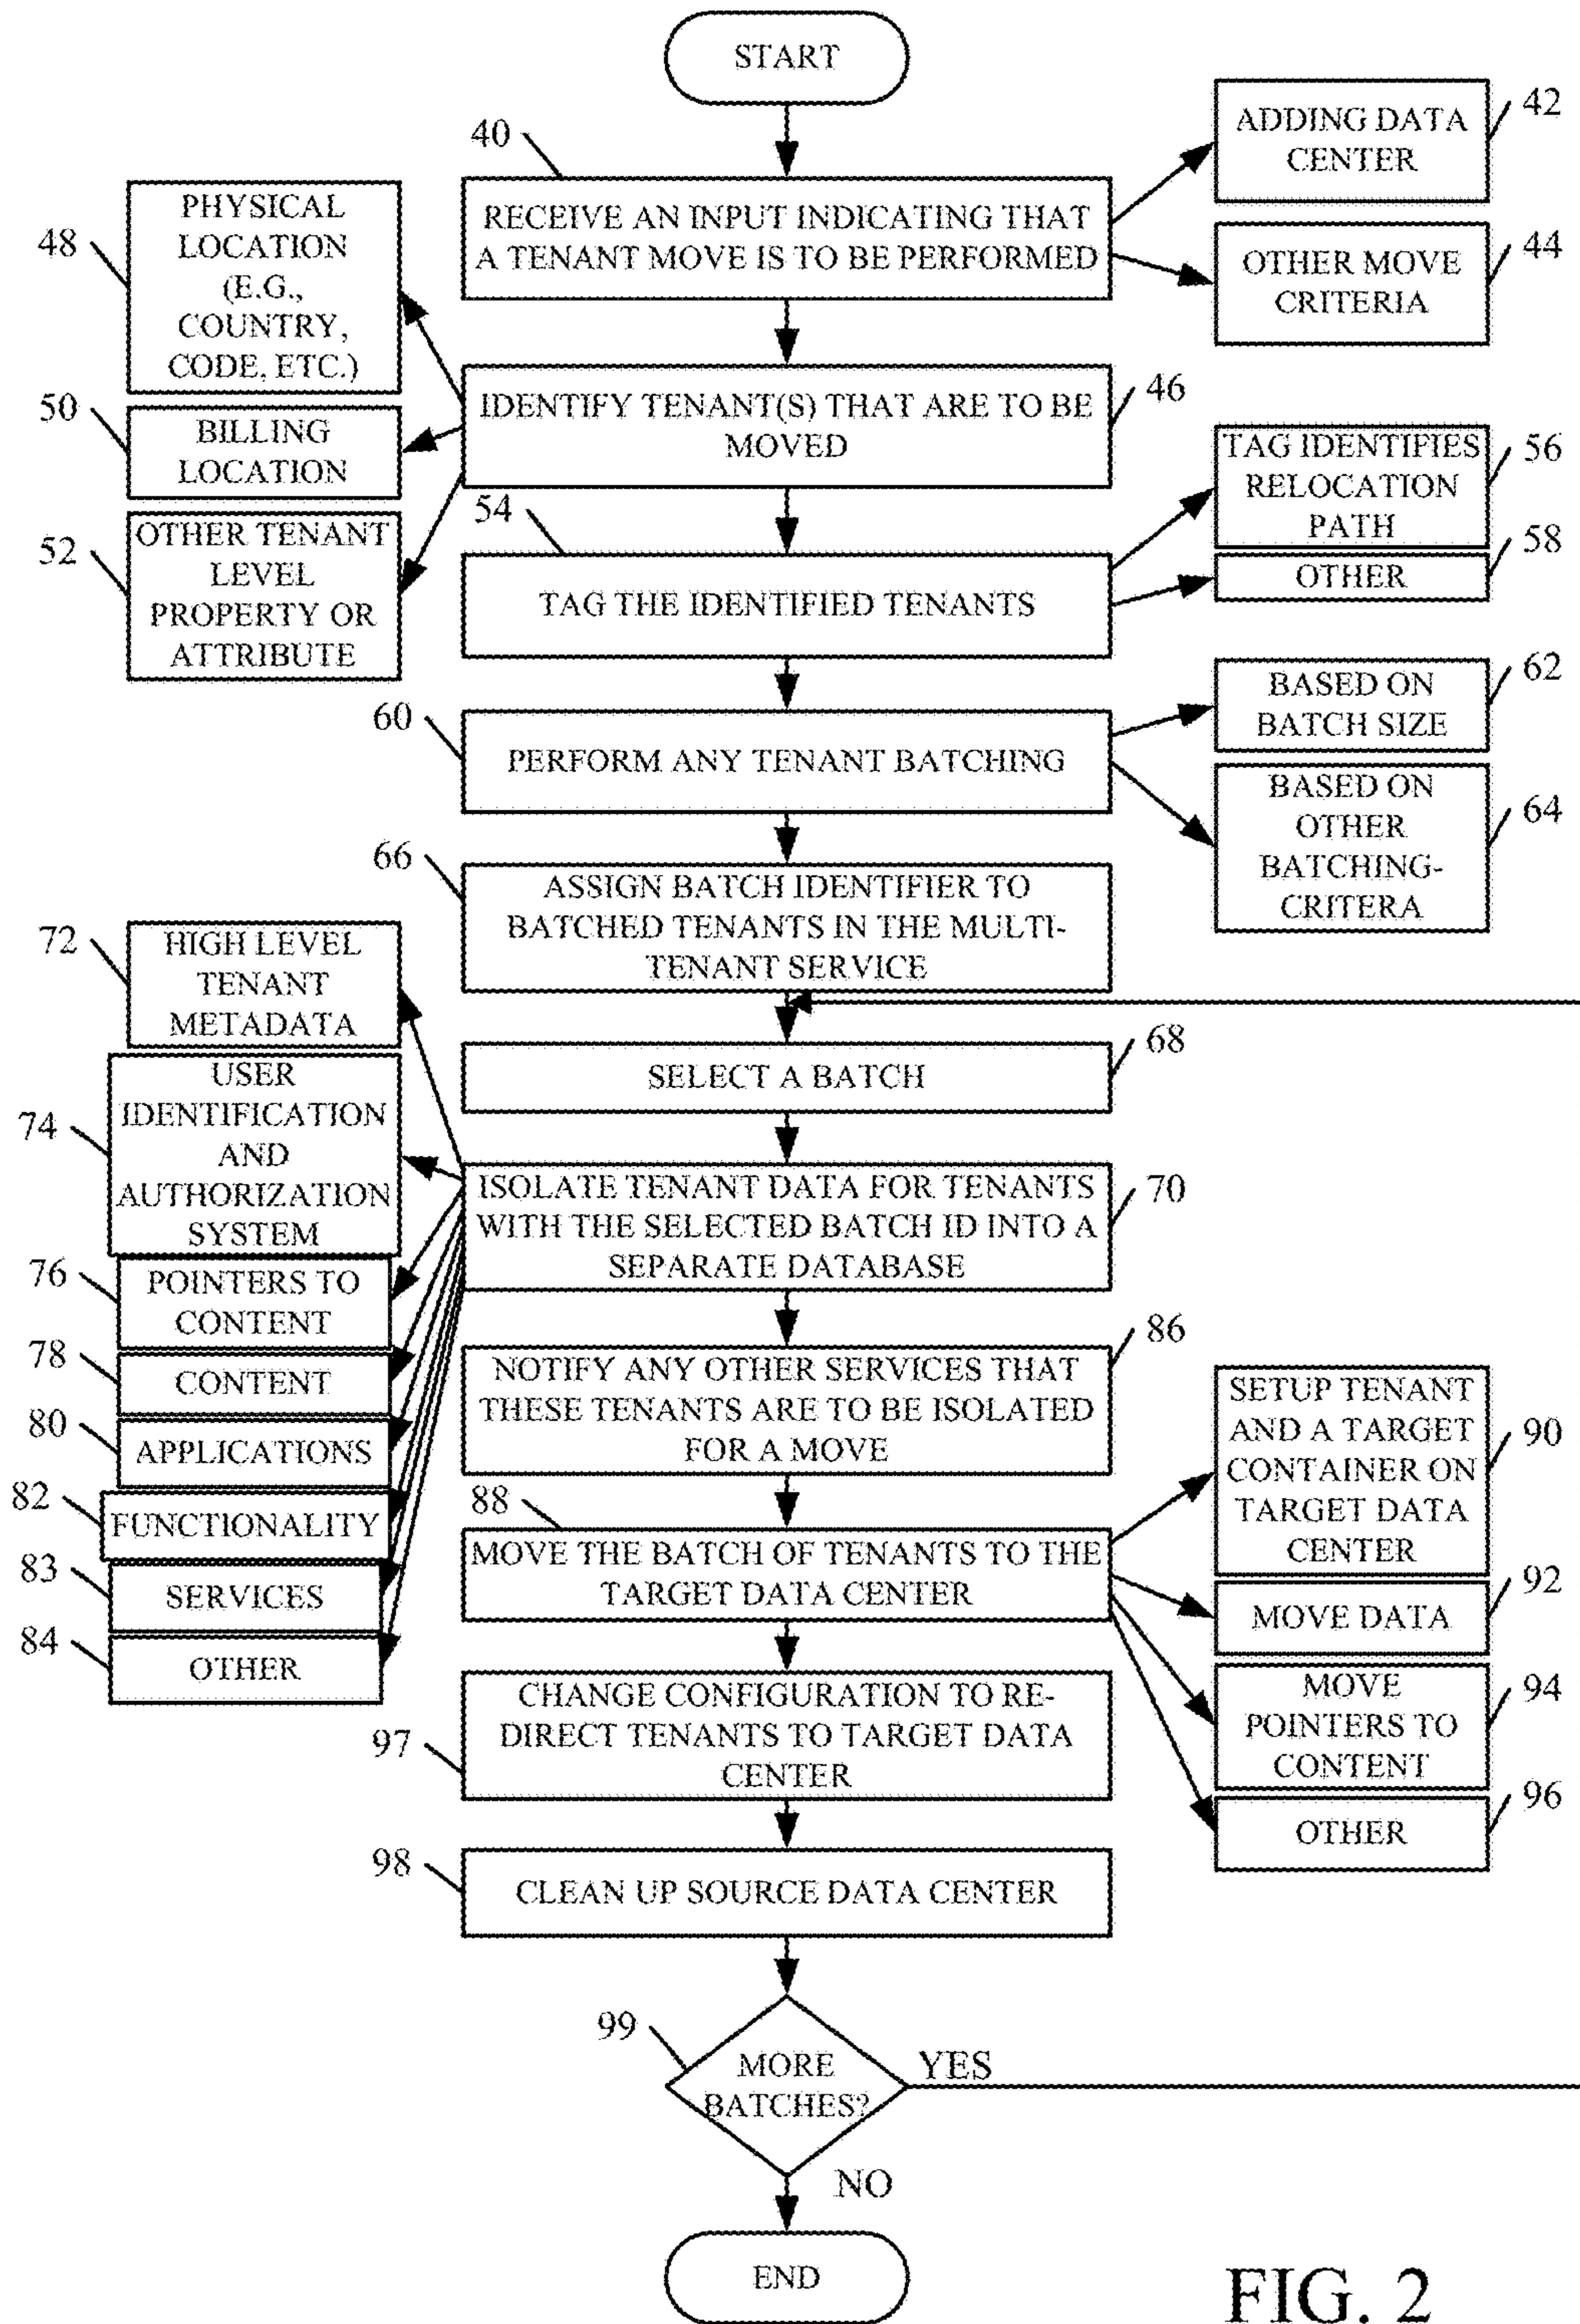 START
40
RECEIVE AN INPUT INDICATING THAT
A TENANT MOVE IS TO BE PERFORMED
ADDING DATA
CENTER
42
OTHER MOVE
CRITERIA
44
IDENTIFY TENANT(S) THAT ARE TO BE
MOVED
46
48
PHYSICAL
LOCATION
(E.G.,
COUNTRY,
CODE, ETC.)
50
BILLING
LOCATION
52
OTHER TENANT
LEVEL
PROPERTY OR
ATTRIBUTE
54
TAG THE IDENTIFIED TENANTS
TAG IDENTIFIES
RELOCATION
PATH
56
OTHER
58
60
PERFORM ANY TENANT BATCHING
BASED ON
BATCH SIZE
62
BASED ON
OTHER
BATCHING-
CRITERA
64
66
ASSIGN BATCH IDENTIFIER TO
BATCHED TENANTS IN THE MULTI-
TENANT SERVICE
SELECT A BATCH
68
ISOLATE TENANT DATA FOR TENANTS
WITH THE SELECTED BATCH ID INTO A
SEPARATE DATABASE
70
72
HIGH LEVEL
TENANT
METADATA
74
USER
IDENTIFICATION
AND
AUTHORIZATION
SYSTEM
76
POINTERS TO
CONTENT
78
CONTENT
80
APPLICATIONS
82
FUNCTIONALITY
83
SERVICES
84
OTHER
NOTIFY ANY OTHER SERVICES THAT
THESE TENANTS ARE TO BE ISOLATED
FOR A MOVE
86
88
MOVE THE BATCH OF TENANTS TO THE
TARGET DATA CENTER
SETUP TENANT
AND A TARGET
CONTAINER ON
TARGET DATA
CENTER
90
MOVE DATA
92
MOVE
POINTERS TO
CONTENT
94
OTHER
96
97
CHANGE CONFIGURATION TO RE-
DIRECT TENANTS TO TARGET DATA
CENTER
98
CLEAN UP SOURCE DATA CENTER
99
MORE
BATCHES?
YES
NO
END
FIG. 2